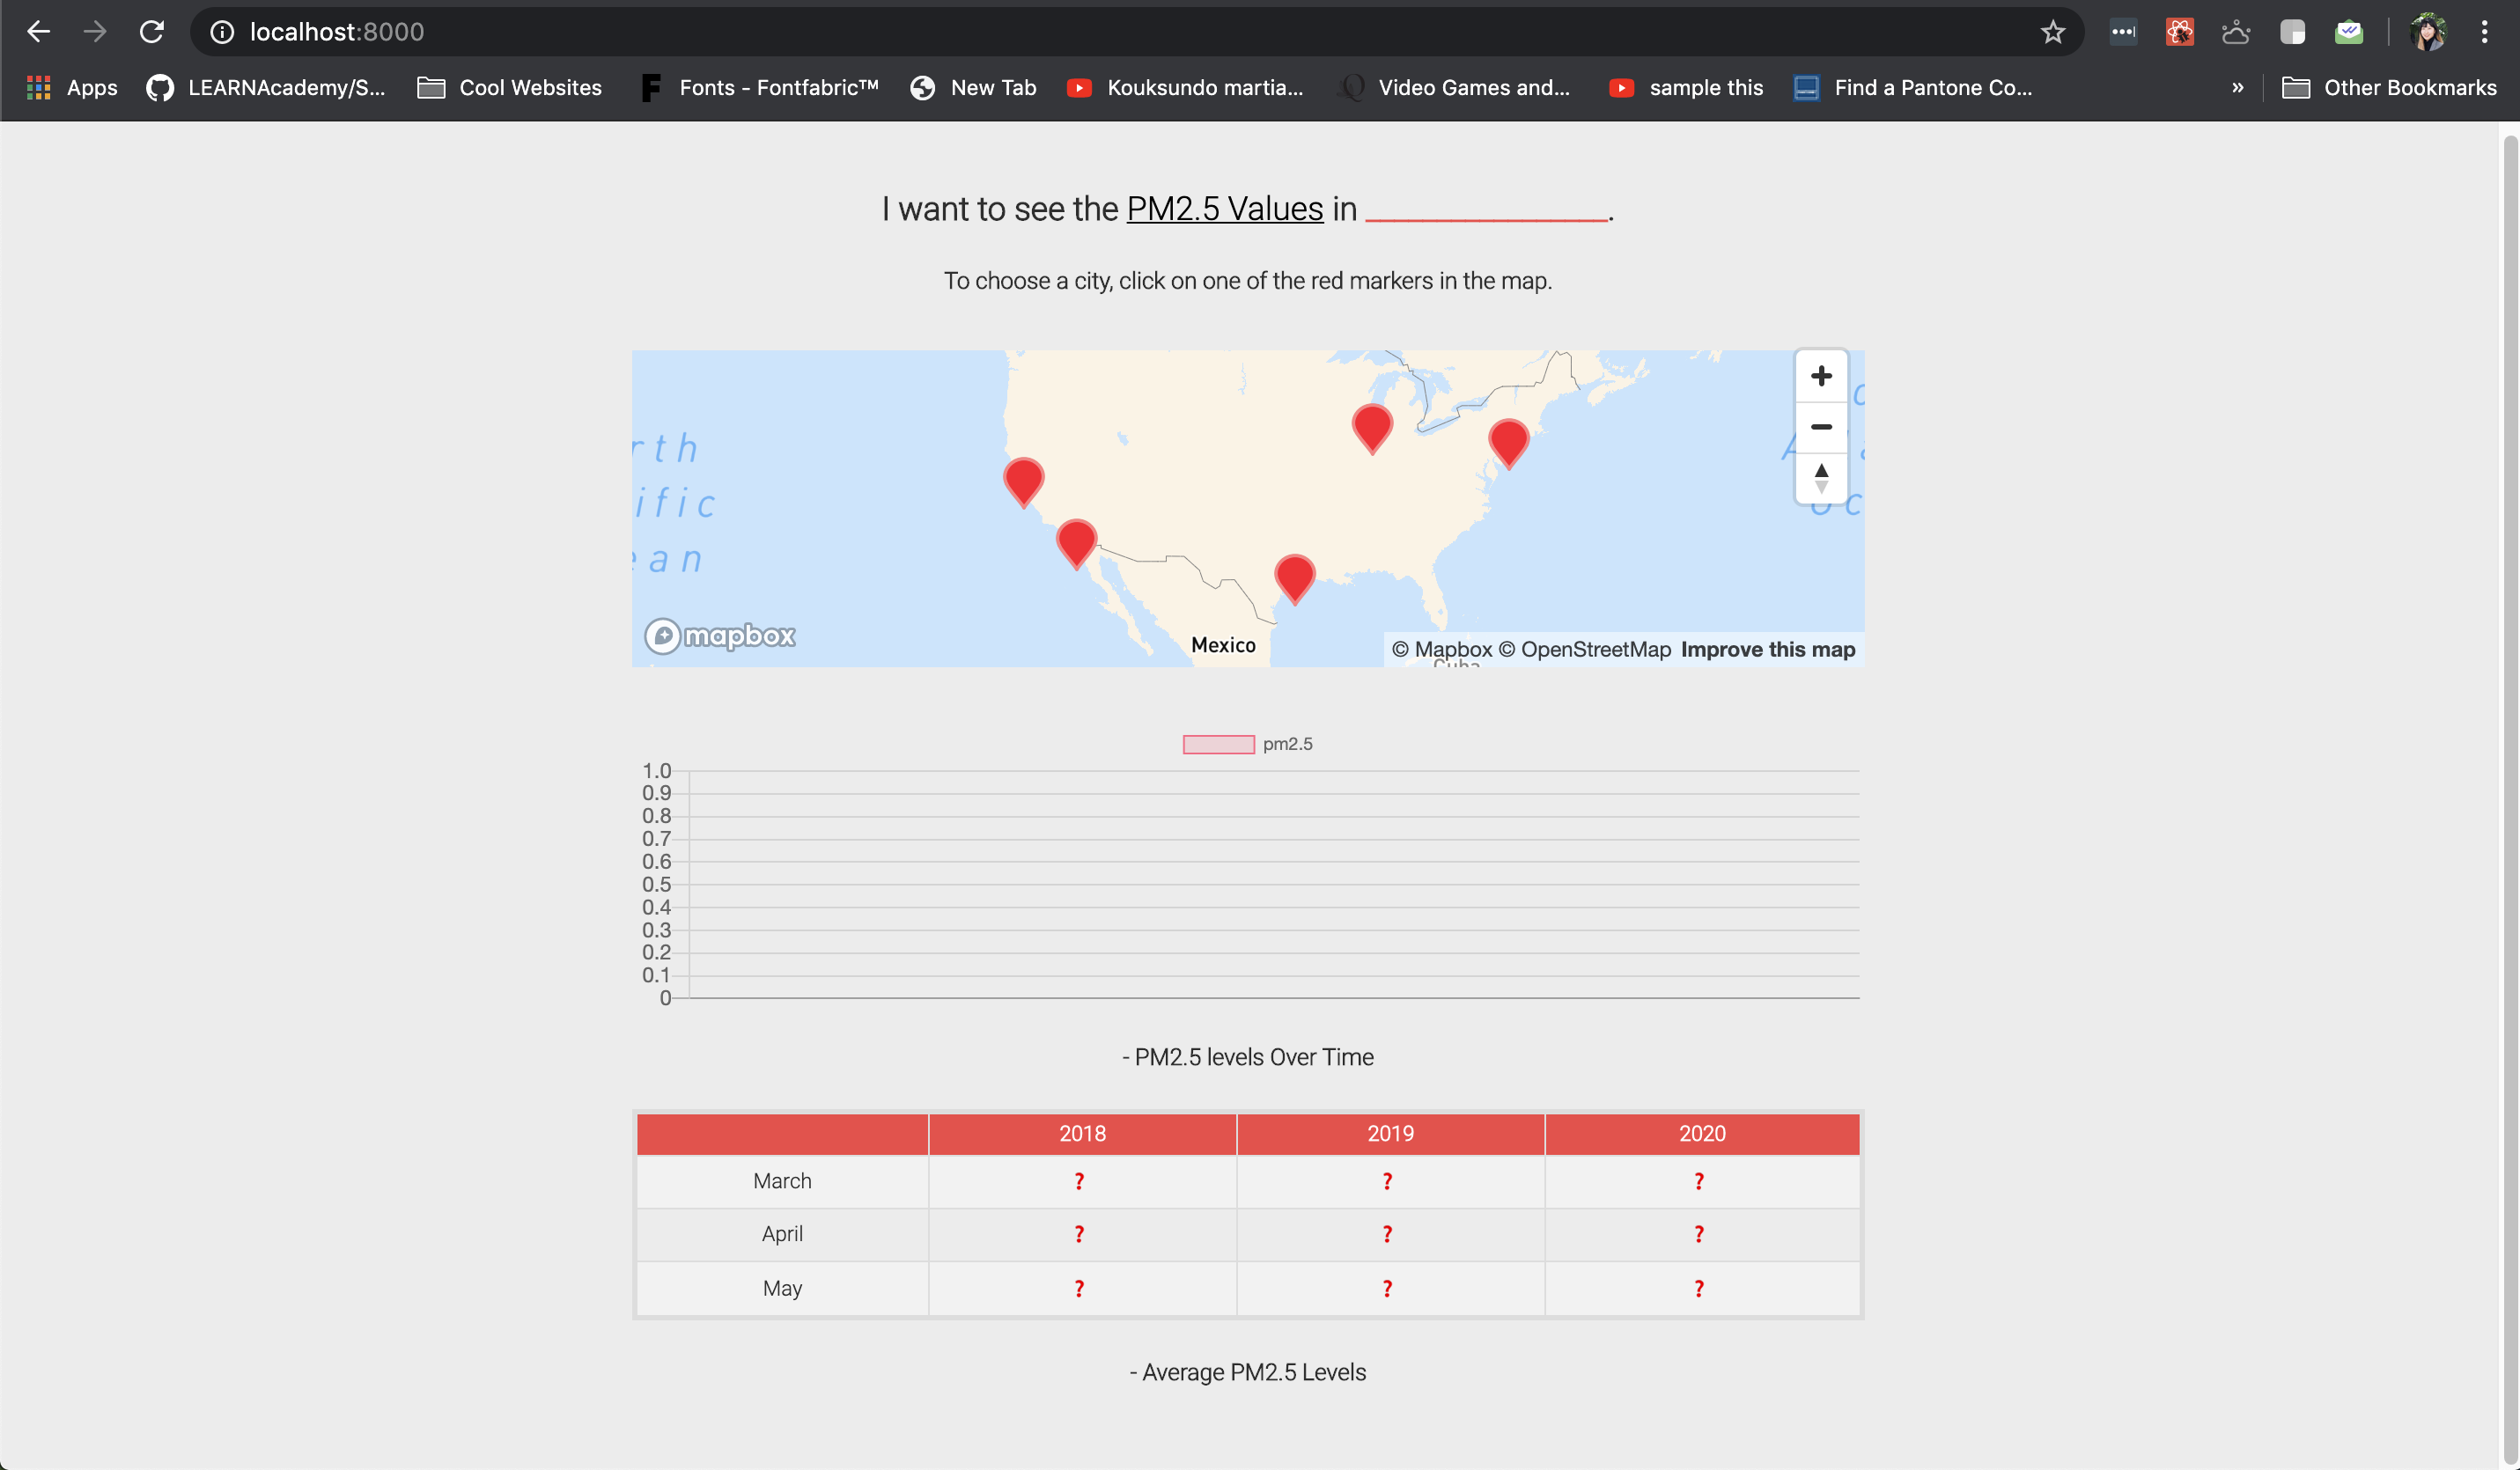 localhost:8000
Apps LEARNAcademy/S... Cool Websites Fonts - Fontfabric™ New Tab Kouksundo martia... Video Games and... sample this Find a Pantone Co... » Other Bookmarks
I want to see the PM2.5 Values in _______________.
To choose a city, click on one of the red markers in the map.
rth
ific
ean
Mexico
mapbox
© Mapbox © OpenStreetMap Improve this map
pm2.5
1.0
0.9
0.8
0.7
0.6
0.5
0.4
0.3
0.2
0.1
0
- PM2.5 levels Over Time
2018 2019 2020
March ? ? ?
April ? ? ?
May ? ? ?
- Average PM2.5 Levels